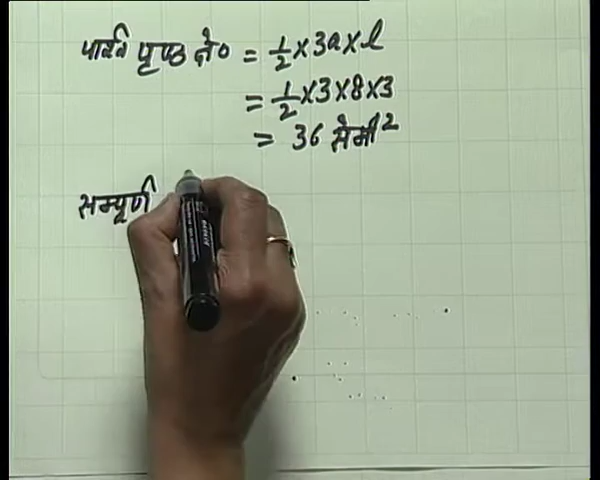 पार्श्व पृष्ठ क्षे० = 1/2 × 3a × l
= 1/2 × 3 × 8 × 3
= 36 सेमी²
सम्पूर्ण